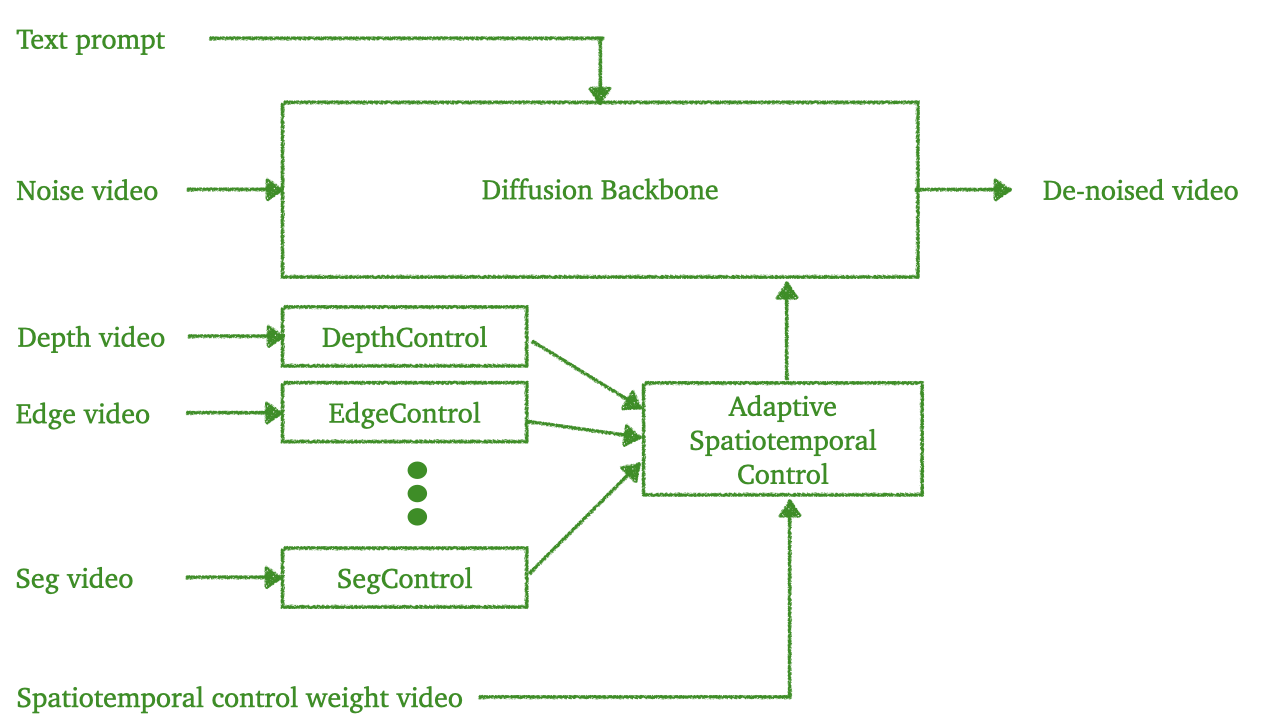 Text prompt
Noise video
Diffusion Backbone
De-noised video
Depth video
DepthControl
Edge video
EdgeControl
Adaptive
Spatiotemporal
Control
Seg video
SegControl
Spatiotemporal control weight video